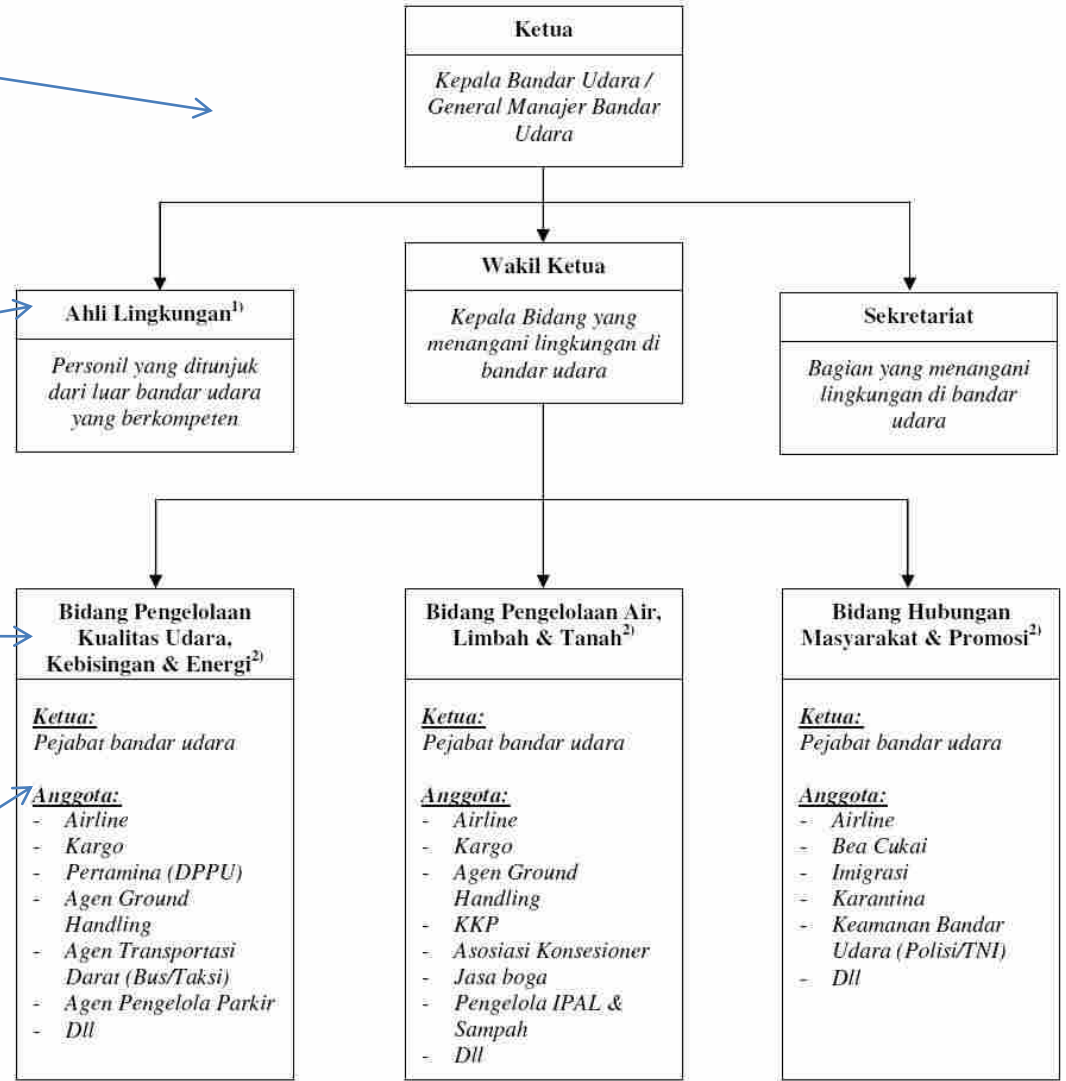 Ketua
Kepala Bandar Udara /
General Manajer Bandar
Udara
Ahli Lingkungan1)
Personil yang ditunjuk
dari luar bandar udara
yang berkompeten
Wakil Ketua
Kepala Bidang yang
menangani lingkungan di
bandar udara
Sekretariat
Bagian yang menangani
lingkungan di bandar
udara
Bidang Pengelolaan
Kualitas Udara,
Kebisingan & Energi2)
Ketua:
Pejabat bandar udara
Anggota:
- Airline
- Kargo
- Pertamina (DPPU)
- Agen Ground
Handling
- Agen Transportasi
Darat (Bus/Taksi)
- Agen Pengelola Parkir
- Dll
Bidang Pengelolaan Air,
Limbah & Tanah2)
Ketua:
Pejabat bandar udara
Anggota:
- Airline
- Kargo
- Agen Ground
Handling
- KKP
- Asosiasi Konsesioner
- Jasa boga
- Pengelola IPAL &
Sampah
- Dll
Bidang Hubungan
Masyarakat & Promosi2)
Ketua:
Pejabat bandar udara
Anggota:
- Airline
- Bea Cukai
- Imigrasi
- Karantina
- Keamanan Bandar
Udara (Polisi/TNI)
- Dll